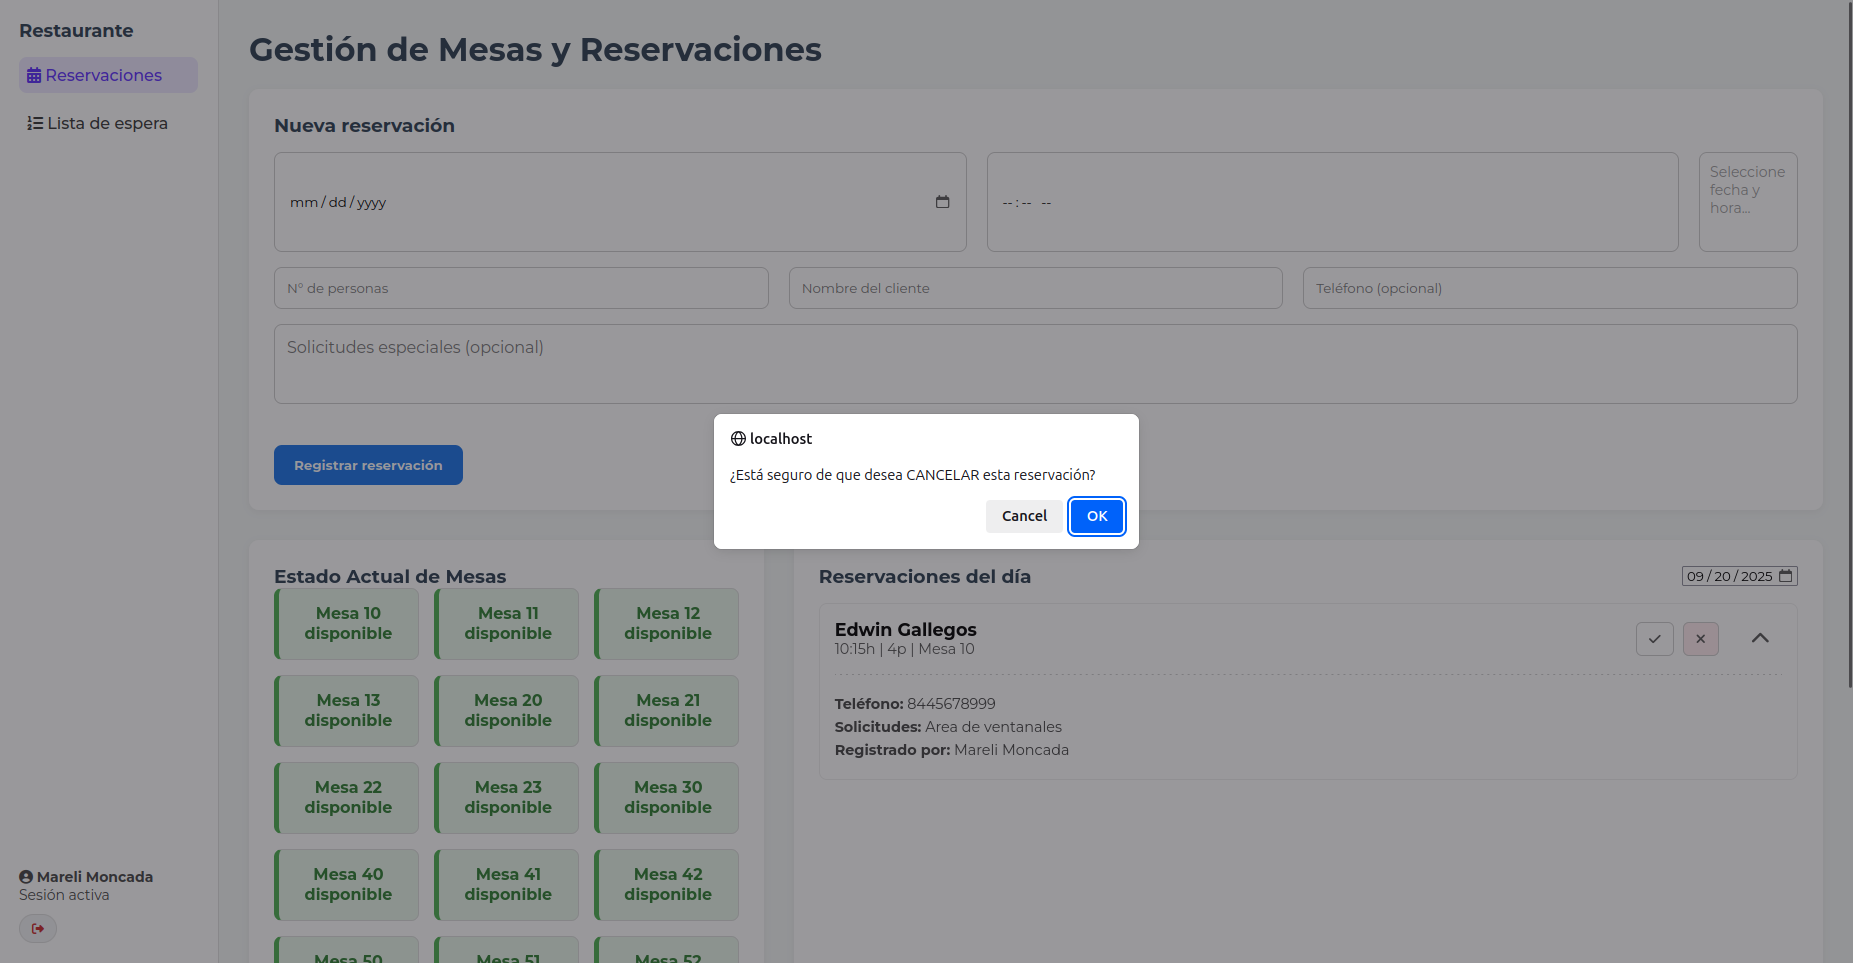 Restaurante
Reservaciones
Lista de espera
Mareli Moncada
Sesión activa
Gestión de Mesas y Reservaciones
Nueva reservación
mm / dd / yyyy
-- : -- --
Seleccione
fecha y
hora...
N° de personas
Nombre del cliente
Teléfono (opcional)
Solicitudes especiales (opcional)
Registrar reservación
localhost
¿Está seguro de que desea CANCELAR esta reservación?
Cancel
OK
Estado Actual de Mesas
Mesa 10
disponible
Mesa 11
disponible
Mesa 12
disponible
Mesa 13
disponible
Mesa 20
disponible
Mesa 21
disponible
Mesa 22
disponible
Mesa 23
disponible
Mesa 30
disponible
Mesa 40
disponible
Mesa 41
disponible
Mesa 42
disponible
Mesa 50
Mesa 51
Mesa 52
Reservaciones del día
09 / 20 / 2025
Edwin Gallegos
10:15h | 4p | Mesa 10
Teléfono: 8445678999
Solicitudes: Area de ventanales
Registrado por: Mareli Moncada